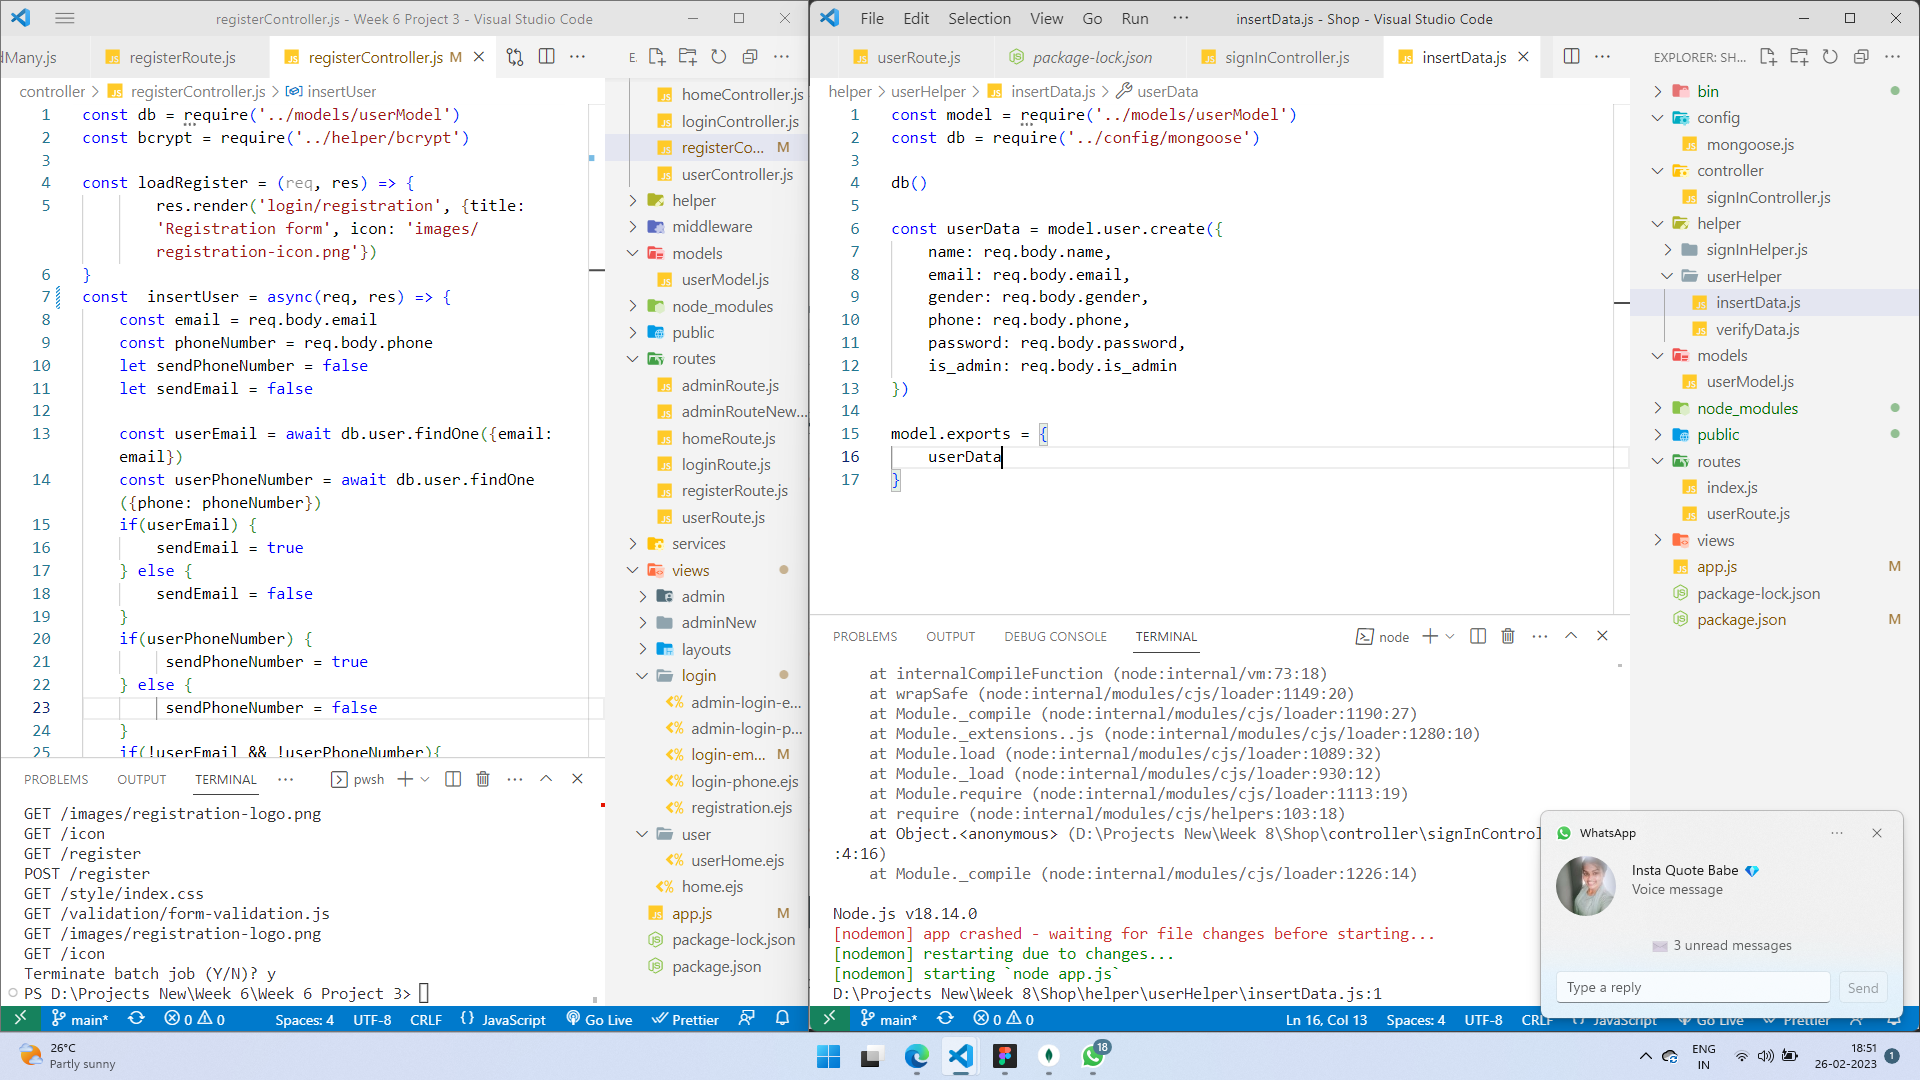 registerController.js - Week 6 Project 3 - Visual Studio Code
dMany.js
registerRoute.js
registerController.js M
controller > registerController.js > insertUser
1 const db = require('../models/userModel')
2 const bcrypt = require('../helper/bcrypt')
3
4 const loadRegister = (req, res) => {
5 res.render('login/registration', {title:
'Registration form', icon: 'images/
registration-icon.png'})
6 }
7 const  insertUser = async(req, res) => {
8 const email = req.body.email
9 const phoneNumber = req.body.phone
10 let sendPhoneNumber = false
11 let sendEmail = false
12
13 const userEmail = await db.user.findOne({email:
email})
14 const userPhoneNumber = await db.user.findOne
({phone: phoneNumber})
15 if(userEmail) {
16 sendEmail = true
17 } else {
18 sendEmail = false
19 }
20 if(userPhoneNumber) {
21 sendPhoneNumber = true
22 } else {
23 sendPhoneNumber = false
24 }
25 if(!userEmail && !userPhoneNumber){
PROBLEMS OUTPUT TERMINAL pwsh
GET /images/registration-logo.png
GET /icon
GET /register
POST /register
GET /style/index.css
GET /validation/form-validation.js
GET /images/registration-logo.png
GET /icon
Terminate batch job (Y/N)? y
PS D:\Projects New\Week 6\Week 6 Project 3>
main* 0 0 Spaces: 4 UTF-8 CRLF {} JavaScript Go Live Prettier
E.
homeController.js
loginController.js
registerCo... M
userController.js
helper
middleware
models
userModel.js
node_modules
public
routes
adminRoute.js
adminRouteNew...
homeRoute.js
loginRoute.js
registerRoute.js
userRoute.js
services
views
admin
adminNew
layouts
login
admin-login-e...
admin-login-p...
login-em... M
login-phone.ejs
registration.ejs
user
userHome.ejs
home.ejs
app.js M
package-lock.json
package.json
File Edit Selection View Go Run ··· insertData.js - Shop - Visual Studio Code
userRoute.js
package-lock.json
signInController.js
insertData.js
helper > userHelper > insertData.js > userData
1 const model = require('../models/userModel')
2 const db = require('../config/mongoose')
3
4 db()
5
6 const userData = model.user.create({
7 name: req.body.name,
8 email: req.body.email,
9 gender: req.body.gender,
10 phone: req.body.phone,
11 password: req.body.password,
12 is_admin: req.body.is_admin
13 })
14
15 model.exports = {
16 userData
17 }
PROBLEMS OUTPUT DEBUG CONSOLE TERMINAL node
at internalCompileFunction (node:internal/vm:73:18)
at wrapSafe (node:internal/modules/cjs/loader:1149:20)
at Module._compile (node:internal/modules/cjs/loader:1190:27)
at Module._extensions..js (node:internal/modules/cjs/loader:1280:10)
at Module.load (node:internal/modules/cjs/loader:1089:32)
at Module._load (node:internal/modules/cjs/loader:930:12)
at Module.require (node:internal/modules/cjs/loader:1113:19)
at require (node:internal/modules/cjs/helpers:103:18)
at Object.<anonymous> (D:\Projects New\Week 8\Shop\controller\signInControl
:4:16)
at Module._compile (node:internal/modules/cjs/loader:1226:14)
Node.js v18.14.0
[nodemon] app crashed - waiting for file changes before starting...
[nodemon] restarting due to changes...
[nodemon] starting `node app.js`
D:\Projects New\Week 8\Shop\helper\userHelper\insertData.js:1
main* 0 0 Ln 16, Col 13 Spaces: 4 UTF-8 CRLF {} JavaScript Go Live Prettier
EXPLORER: SH...
bin
config
mongoose.js
controller
signInController.js
helper
signInHelper.js
userHelper
insertData.js
verifyData.js
models
userModel.js
node_modules
public
routes
index.js
userRoute.js
views
app.js M
package-lock.json
package.json M
WhatsApp
Insta Quote Babe
Voice message
3 unread messages
Type a reply
Send
26°C
Partly sunny
18
ENG
IN
18:51
26-02-2023
1